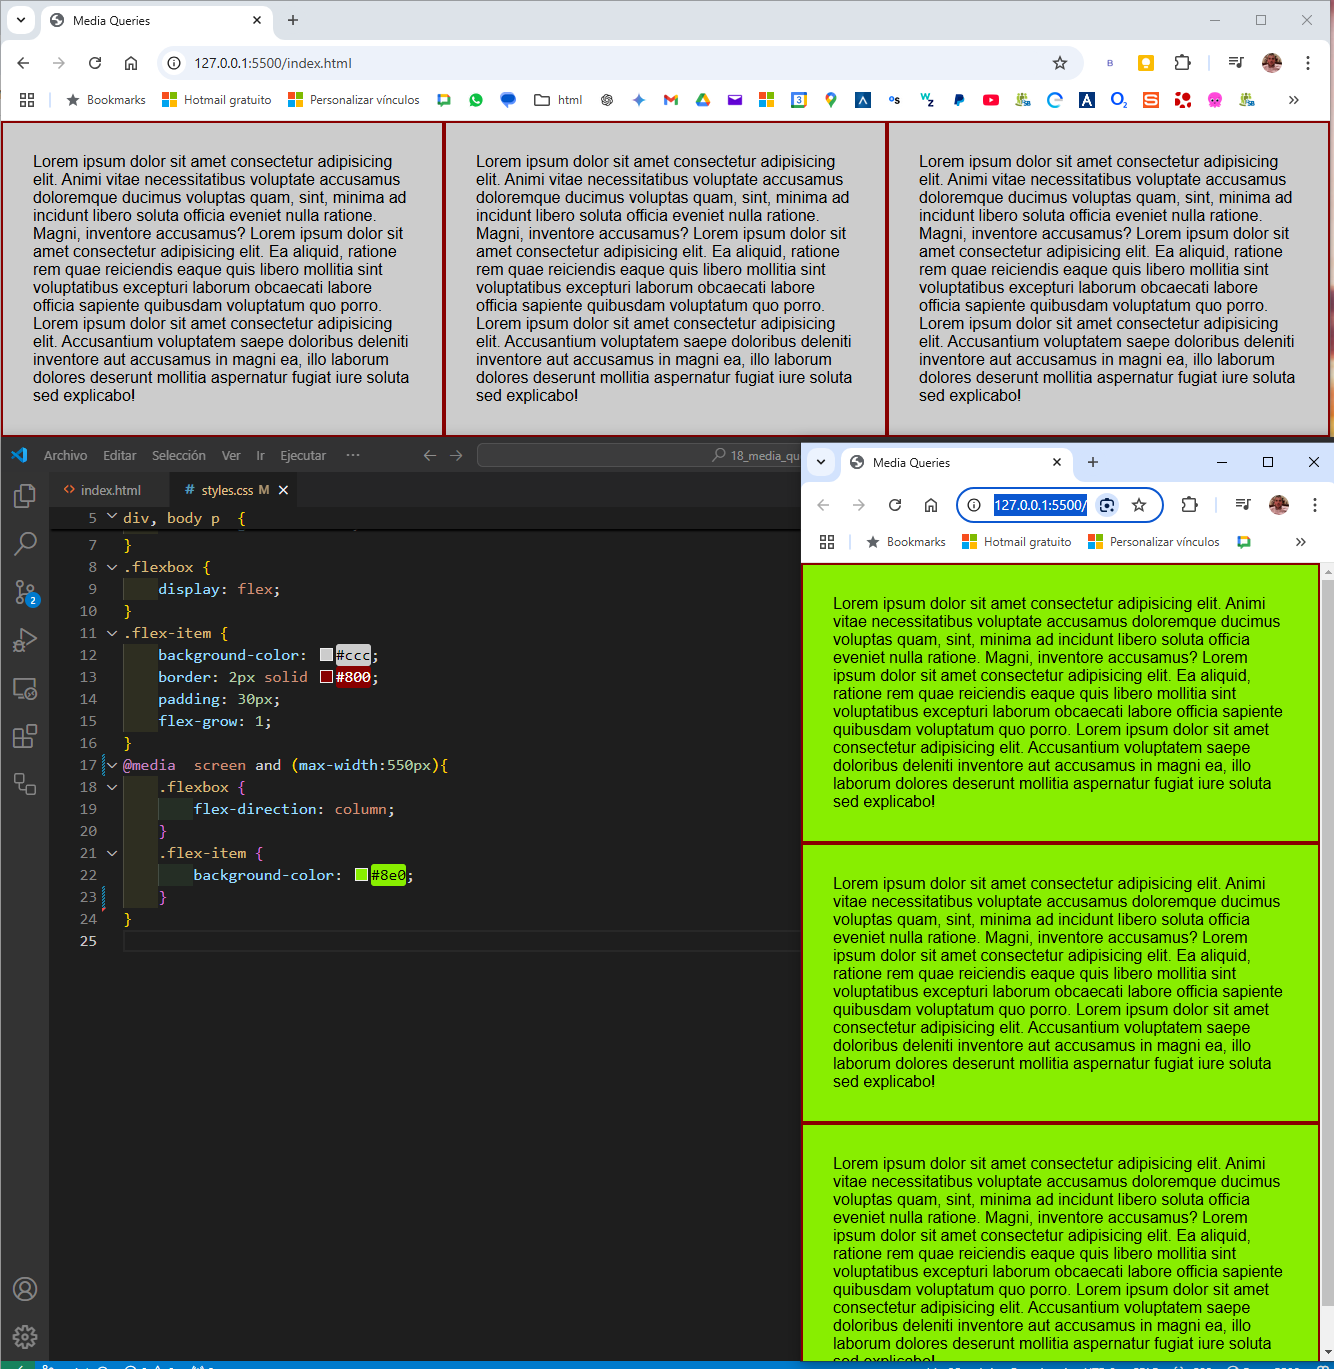 Media Queries
127.0.0.1:5500/index.html
Bookmarks
Hotmail gratuito
Personalizar vínculos
html
Lorem ipsum dolor sit amet consectetur adipisicing
elit. Animi vitae necessitatibus voluptate accusamus
doloremque ducimus voluptas quam, sint, minima ad
incidunt libero soluta officia eveniet nulla ratione.
Magni, inventore accusamus? Lorem ipsum dolor sit
amet consectetur adipisicing elit. Ea aliquid, ratione
rem quae reiciendis eaque quis libero mollitia sint
voluptatibus excepturi laborum obcaecati labore
officia sapiente quibusdam voluptatum quo porro.
Lorem ipsum dolor sit amet consectetur adipisicing
elit. Accusantium voluptatem saepe doloribus deleniti
inventore aut accusamus in magni ea, illo laborum
dolores deserunt mollitia aspernatur fugiat iure soluta
sed explicabo!
Lorem ipsum dolor sit amet consectetur adipisicing
elit. Animi vitae necessitatibus voluptate accusamus
doloremque ducimus voluptas quam, sint, minima ad
incidunt libero soluta officia eveniet nulla ratione.
Magni, inventore accusamus? Lorem ipsum dolor sit
amet consectetur adipisicing elit. Ea aliquid, ratione
rem quae reiciendis eaque quis libero mollitia sint
voluptatibus excepturi laborum obcaecati labore
officia sapiente quibusdam voluptatum quo porro.
Lorem ipsum dolor sit amet consectetur adipisicing
elit. Accusantium voluptatem saepe doloribus deleniti
inventore aut accusamus in magni ea, illo laborum
dolores deserunt mollitia aspernatur fugiat iure soluta
sed explicabo!
Lorem ipsum dolor sit amet consectetur adipisicing
elit. Animi vitae necessitatibus voluptate accusamus
doloremque ducimus voluptas quam, sint, minima ad
incidunt libero soluta officia eveniet nulla ratione.
Magni, inventore accusamus? Lorem ipsum dolor sit
amet consectetur adipisicing elit. Ea aliquid, ratione
rem quae reiciendis eaque quis libero mollitia sint
voluptatibus excepturi laborum obcaecati labore
officia sapiente quibusdam voluptatum quo porro.
Lorem ipsum dolor sit amet consectetur adipisicing
elit. Accusantium voluptatem saepe doloribus deleniti
inventore aut accusamus in magni ea, illo laborum
dolores deserunt mollitia aspernatur fugiat iure soluta
sed explicabo!
Archivo Editar Selección Ver Ir Ejecutar ···
18_media_qu
index.html
# styles.css M
5 div, body p {
7 }
8 .flexbox {
9 display: flex;
10 }
11 .flex-item {
12 background-color: #ccc;
13 border: 2px solid #800;
14 padding: 30px;
15 flex-grow: 1;
16 }
17 @media screen and (max-width:550px){
18 .flexbox {
19 flex-direction: column;
20 }
21 .flex-item {
22 background-color: #8e0;
23 }
24 }
25
2
Media Queries
127.0.0.1:5500/
Bookmarks
Hotmail gratuito
Personalizar vínculos
Lorem ipsum dolor sit amet consectetur adipisicing elit. Animi
vitae necessitatibus voluptate accusamus doloremque ducimus
voluptas quam, sint, minima ad incidunt libero soluta officia
eveniet nulla ratione. Magni, inventore accusamus? Lorem
ipsum dolor sit amet consectetur adipisicing elit. Ea aliquid,
ratione rem quae reiciendis eaque quis libero mollitia sint
voluptatibus excepturi laborum obcaecati labore officia sapiente
quibusdam voluptatum quo porro. Lorem ipsum dolor sit amet
consectetur adipisicing elit. Accusantium voluptatem saepe
doloribus deleniti inventore aut accusamus in magni ea, illo
laborum dolores deserunt mollitia aspernatur fugiat iure soluta
sed explicabo!
Lorem ipsum dolor sit amet consectetur adipisicing elit. Animi
vitae necessitatibus voluptate accusamus doloremque ducimus
voluptas quam, sint, minima ad incidunt libero soluta officia
eveniet nulla ratione. Magni, inventore accusamus? Lorem
ipsum dolor sit amet consectetur adipisicing elit. Ea aliquid,
ratione rem quae reiciendis eaque quis libero mollitia sint
voluptatibus excepturi laborum obcaecati labore officia sapiente
quibusdam voluptatum quo porro. Lorem ipsum dolor sit amet
consectetur adipisicing elit. Accusantium voluptatem saepe
doloribus deleniti inventore aut accusamus in magni ea, illo
laborum dolores deserunt mollitia aspernatur fugiat iure soluta
sed explicabo!
Lorem ipsum dolor sit amet consectetur adipisicing elit. Animi
vitae necessitatibus voluptate accusamus doloremque ducimus
voluptas quam, sint, minima ad incidunt libero soluta officia
eveniet nulla ratione. Magni, inventore accusamus? Lorem
ipsum dolor sit amet consectetur adipisicing elit. Ea aliquid,
ratione rem quae reiciendis eaque quis libero mollitia sint
voluptatibus excepturi laborum obcaecati labore officia sapiente
quibusdam voluptatum quo porro. Lorem ipsum dolor sit amet
consectetur adipisicing elit. Accusantium voluptatem saepe
doloribus deleniti inventore aut accusamus in magni ea, illo
laborum dolores deserunt mollitia aspernatur fugiat iure soluta
sed explicabo!